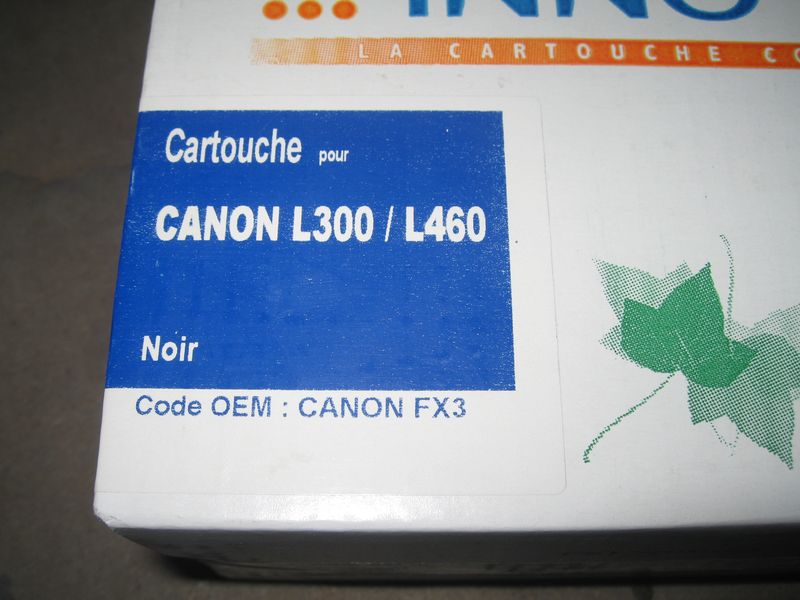 LA CARTOUCHE
Cartouche pour
CANON L300 / L460
Noir
Code OEM : CANON FX3